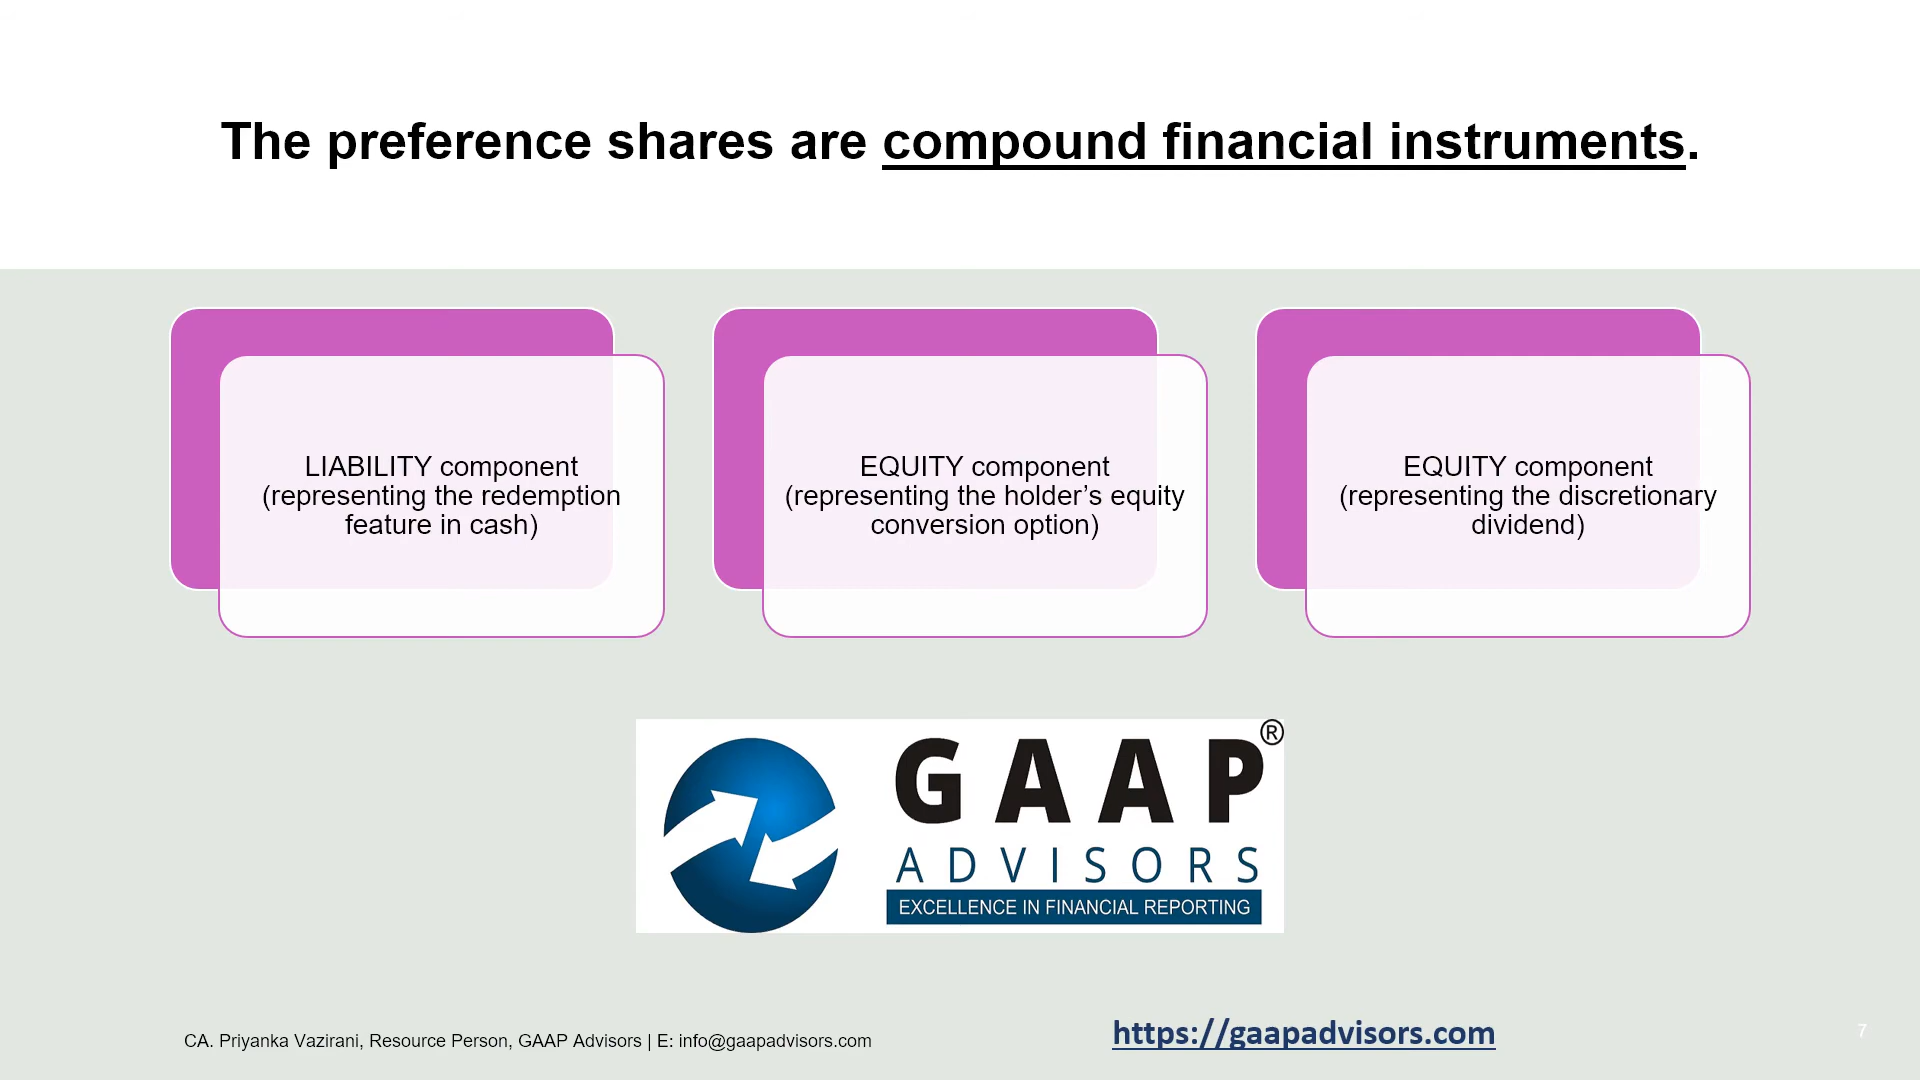 The preference shares are compound financial instruments.
LIABILITY component
(representing the redemption
feature in cash)
EQUITY component
(representing the holder’s equity
conversion option)
EQUITY component
(representing the discretionary
dividend)
GAAP®
ADVISORS
EXCELLENCE IN FINANCIAL REPORTING
CA. Priyanka Vazirani, Resource Person, GAAP Advisors | E: info@gaapadvisors.com
https://gaapadvisors.com
7